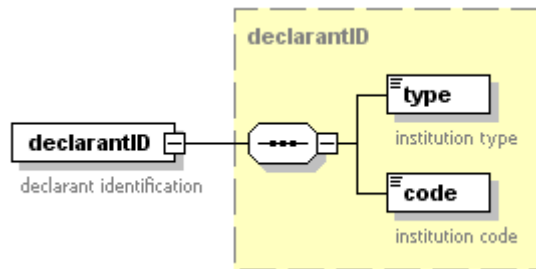 declarantID
type
institution type
declarantID
declarant identification
code
institution code